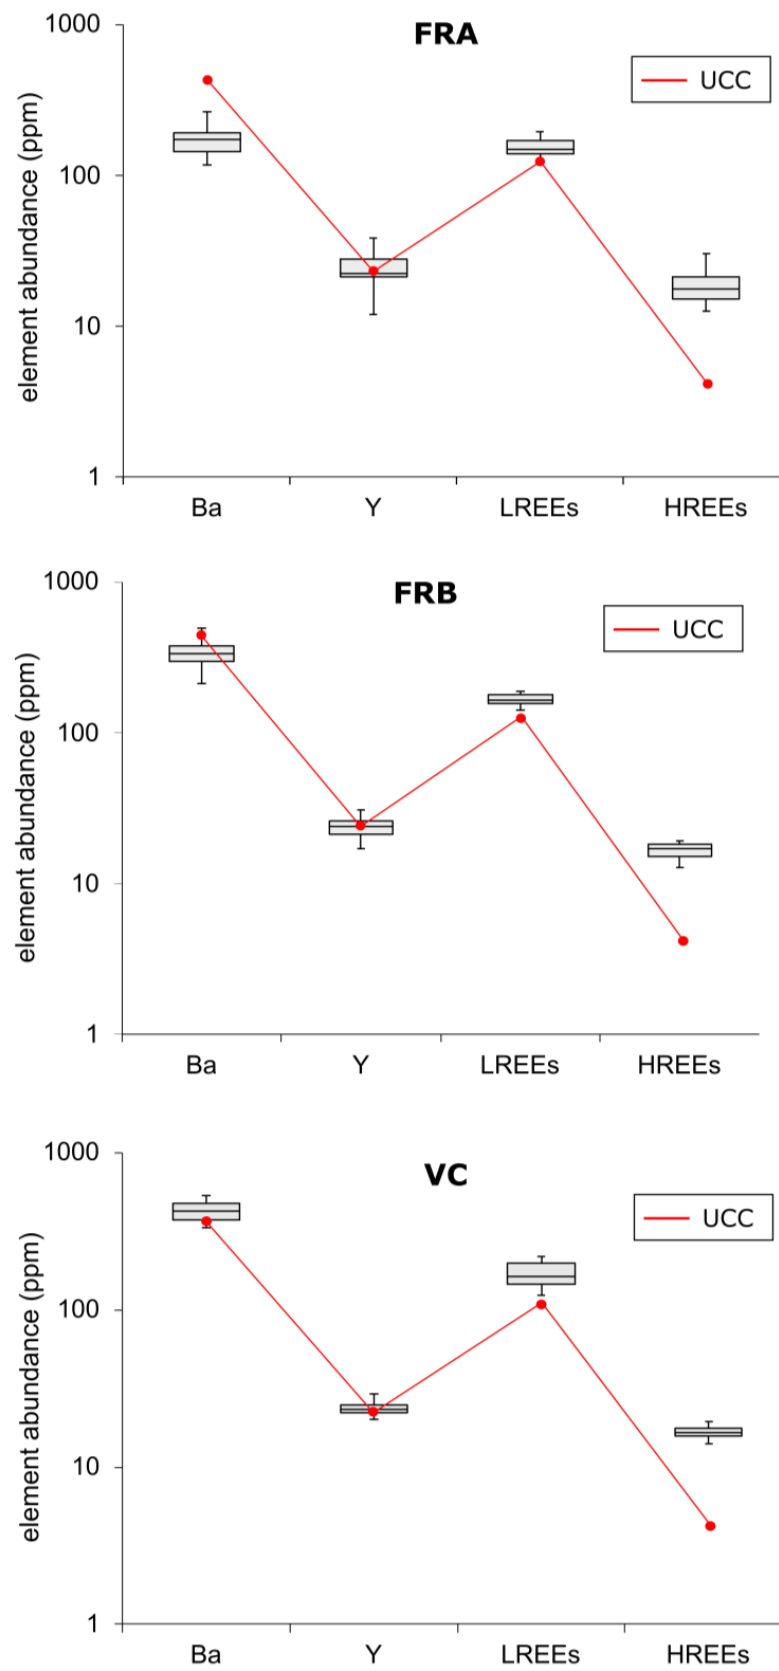 FRA
UCC
element abundance (ppm)
1000
100
10
1
Ba Y LREEs HREEs
FRB
UCC
element abundance (ppm)
1000
100
10
1
Ba Y LREEs HREEs
VC
UCC
element abundance (ppm)
1000
100
10
1
Ba Y LREEs HREEs